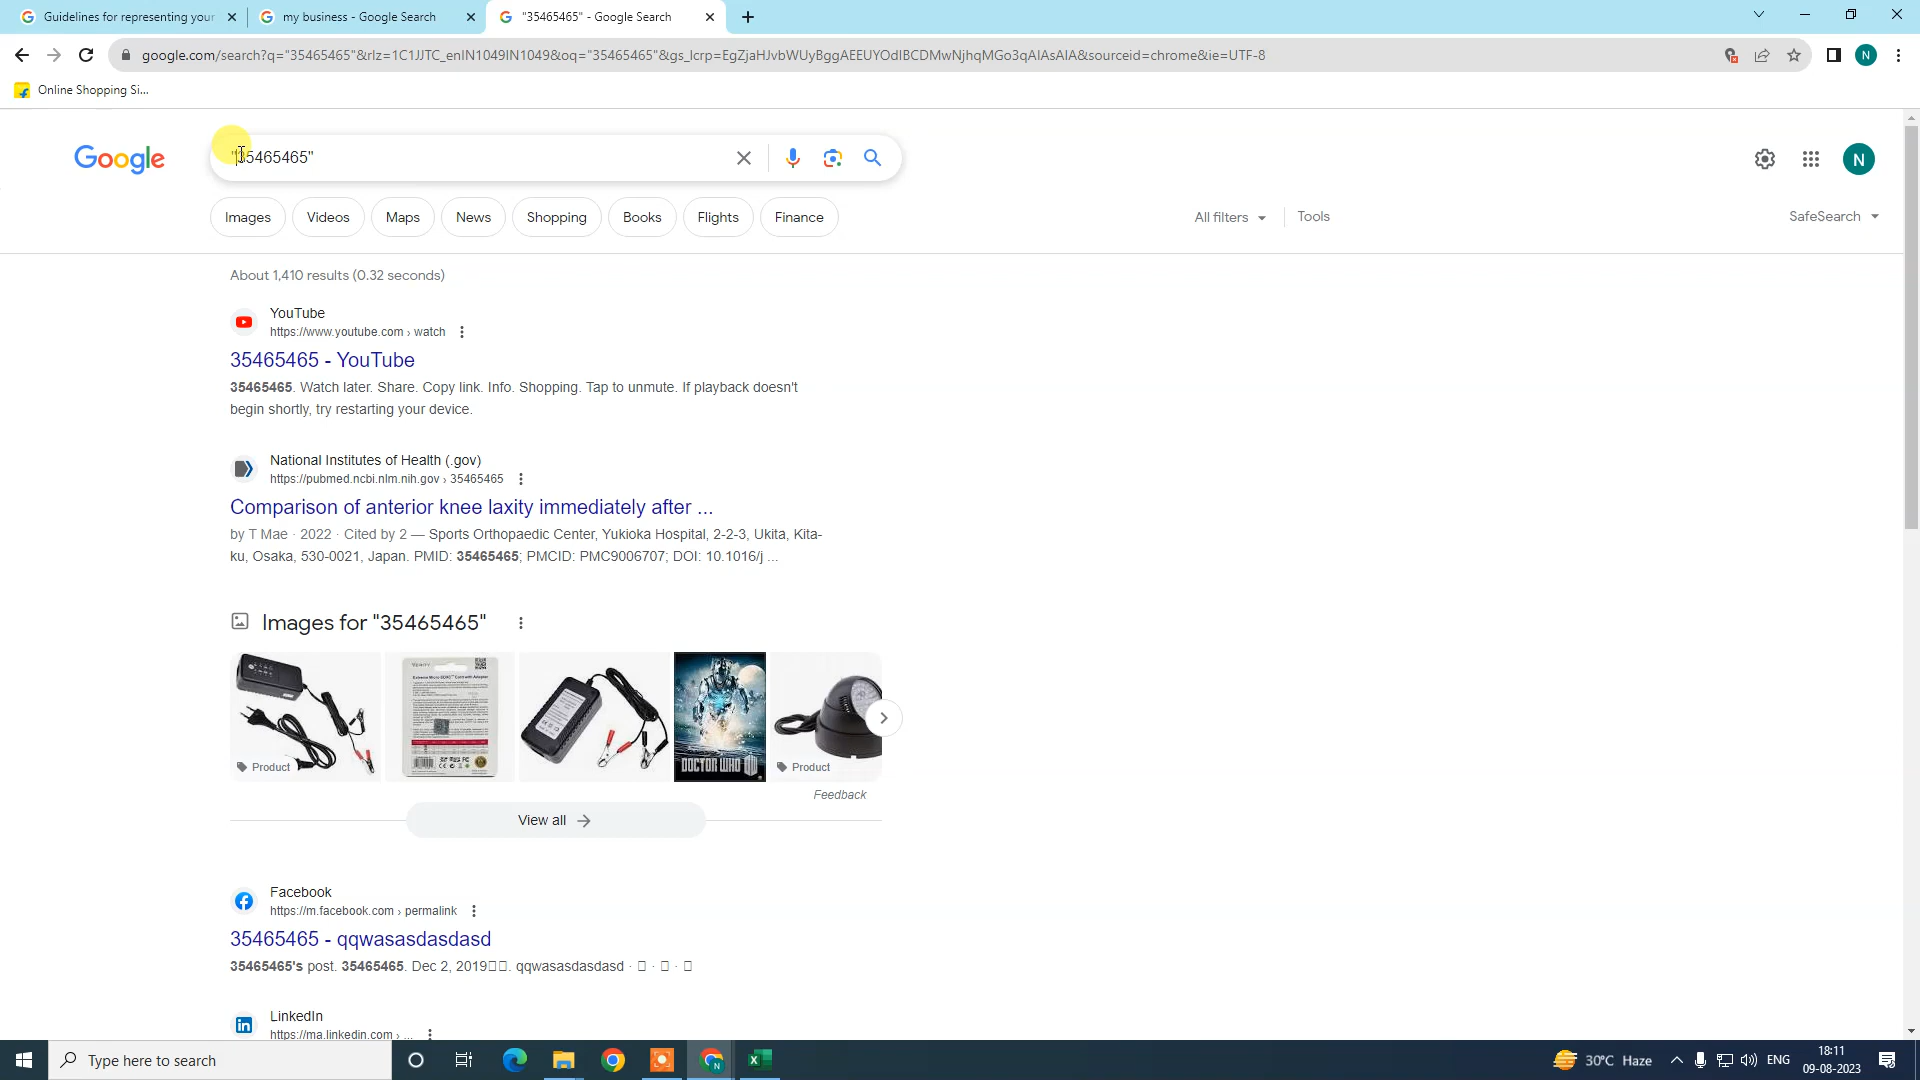 Guidelines for representing your
my business - Google Search
"35465465" - Google Search
google.com/search?q="35465465"&rlz=1C1JJTC_enIN1049IN1049&oq="35465465"&gs_lcrp=EgZjaHJvbWUyBggAEEUYOdIBCDMwNjhqMGo3qAIAsAIA&sourceid=chrome&ie=UTF-8
N
Online Shopping Si...
Google
"35465465"
N
Images
Videos
Maps
News
Shopping
Books
Flights
Finance
All filters
Tools
SafeSearch
About 1,410 results (0.32 seconds)
YouTube
https://www.youtube.com › watch
35465465 - YouTube
35465465. Watch later. Share. Copy link. Info. Shopping. Tap to unmute. If playback doesn't
begin shortly, try restarting your device.
National Institutes of Health (.gov)
https://pubmed.ncbi.nlm.nih.gov › 35465465
Comparison of anterior knee laxity immediately after ...
by T Mae · 2022 · Cited by 2 — Sports Orthopaedic Center, Yukioka Hospital, 2-2-3, Ukita, Kita-
ku, Osaka, 530-0021, Japan. PMID: 35465465; PMCID: PMC9006707; DOI: 10.1016/j ...
Images for "35465465"
DOCTOR WHO
Product
Product
Feedback
View all
Facebook
https://m.facebook.com › permalink
35465465 - qqwasasdasdasd
35465465's post. 35465465. Dec 2, 2019. qqwasasdasdasd · · ·
LinkedIn
https://ma.linkedin.com › ...
Type here to search
30°C Haze
ENG
18:11
09-08-2023